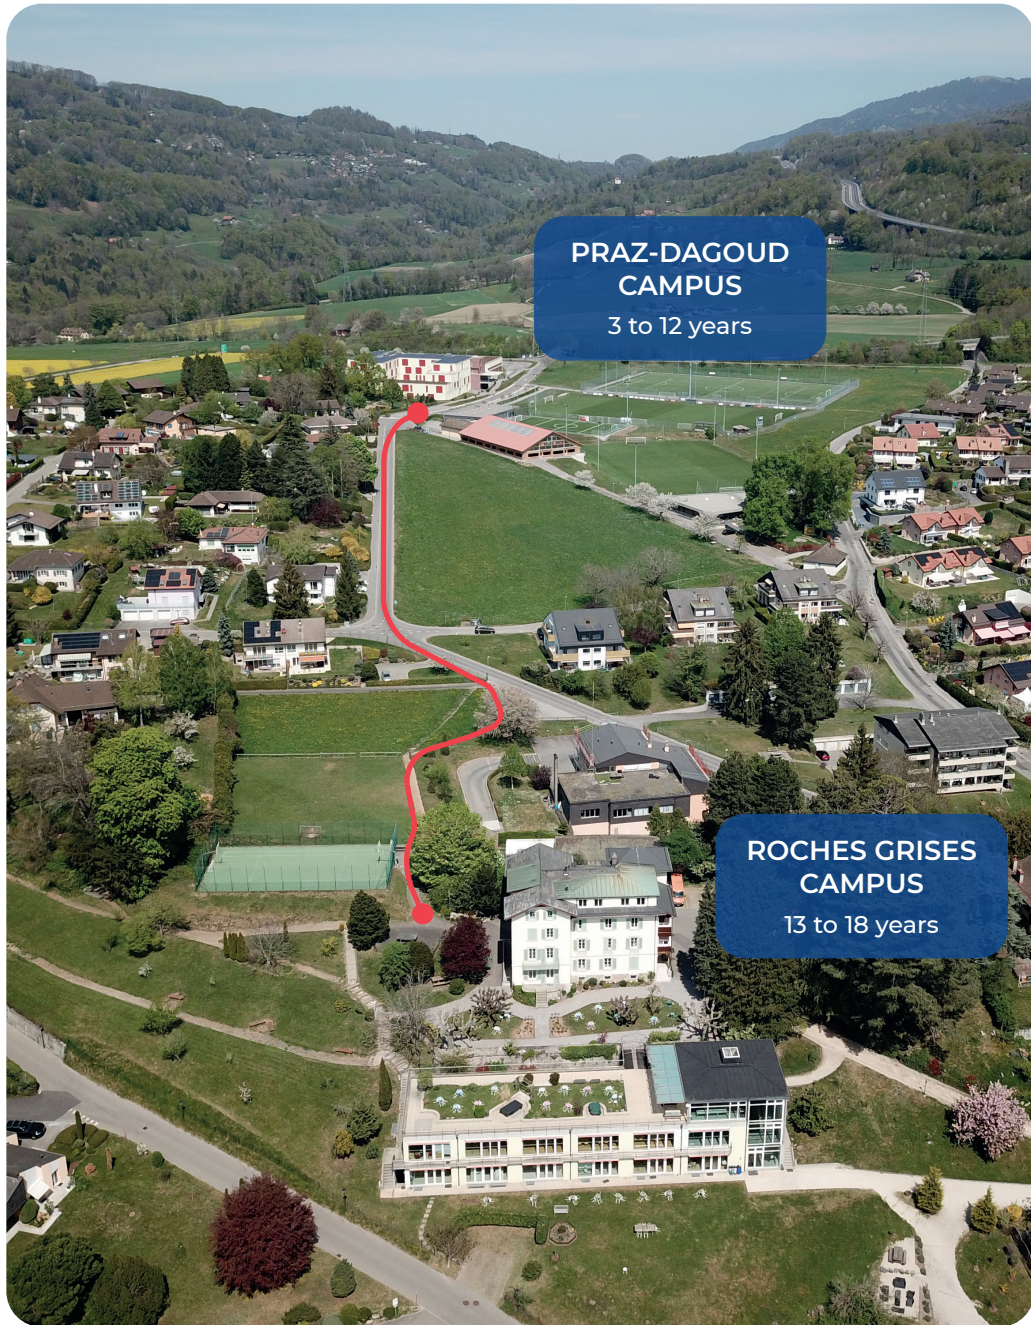 PRAZ-DAGOUD
CAMPUS
3 to 12 years
ROCHES GRISES
CAMPUS
13 to 18 years